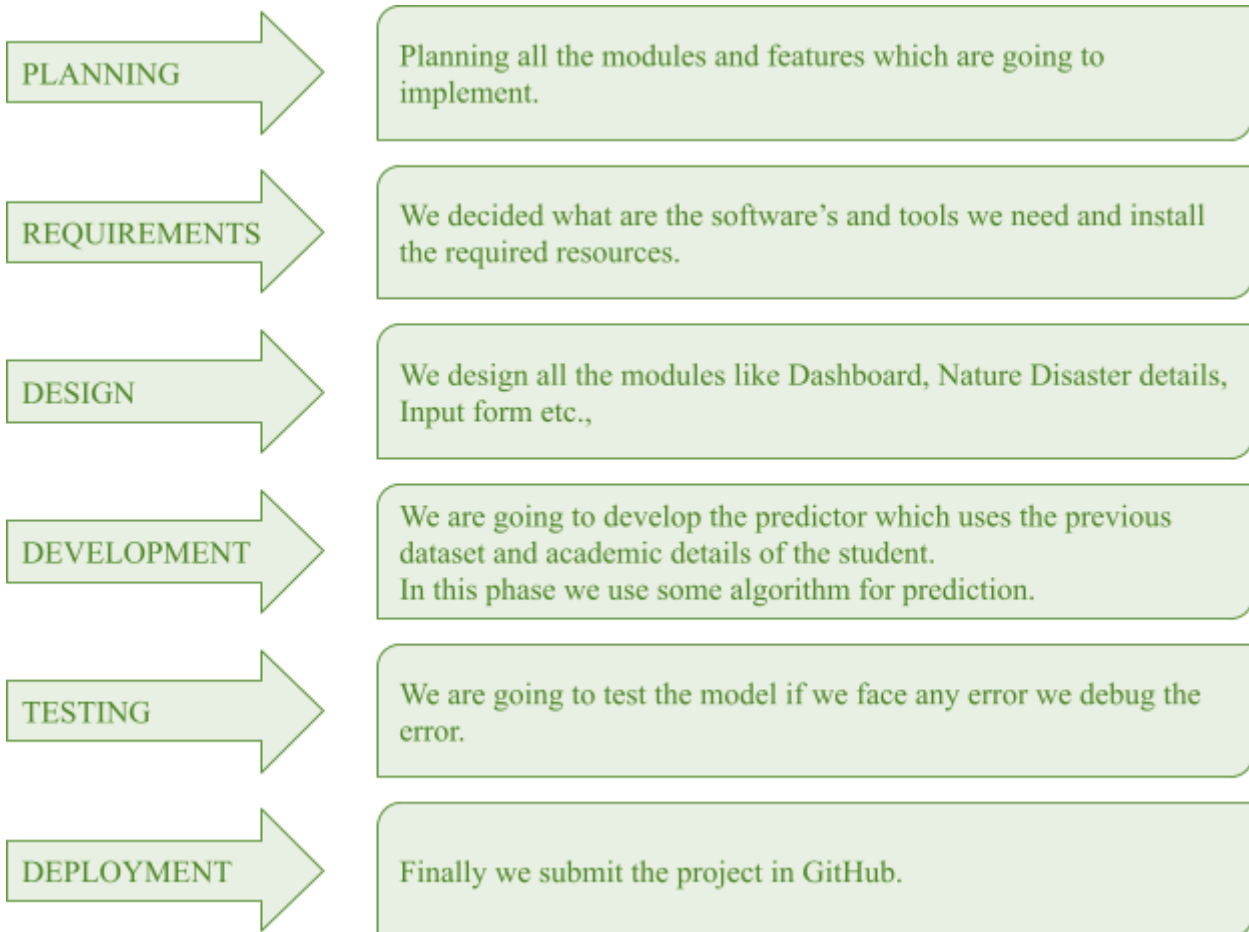 PLANNING
Planning all the modules and features which are going to
implement.
REQUIREMENTS
We decided what are the software's and tools we need and install
the required resources.
DESIGN
We design all the modules like Dashboard, Nature Disaster details,
Input form etc.,
DEVELOPMENT
We are going to develop the predictor which uses the previous
dataset and academic details of the student.
In this phase we use some algorithm for prediction.
TESTING
We are going to test the model if we face any error we debug the
error.
DEPLOYMENT
Finally we submit the project in GitHub.